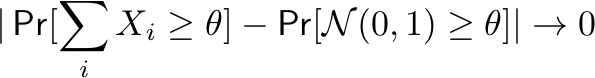 | Pr[∑_i X_i ≥ θ] − Pr[𝒩(0, 1) ≥ θ]| → 0